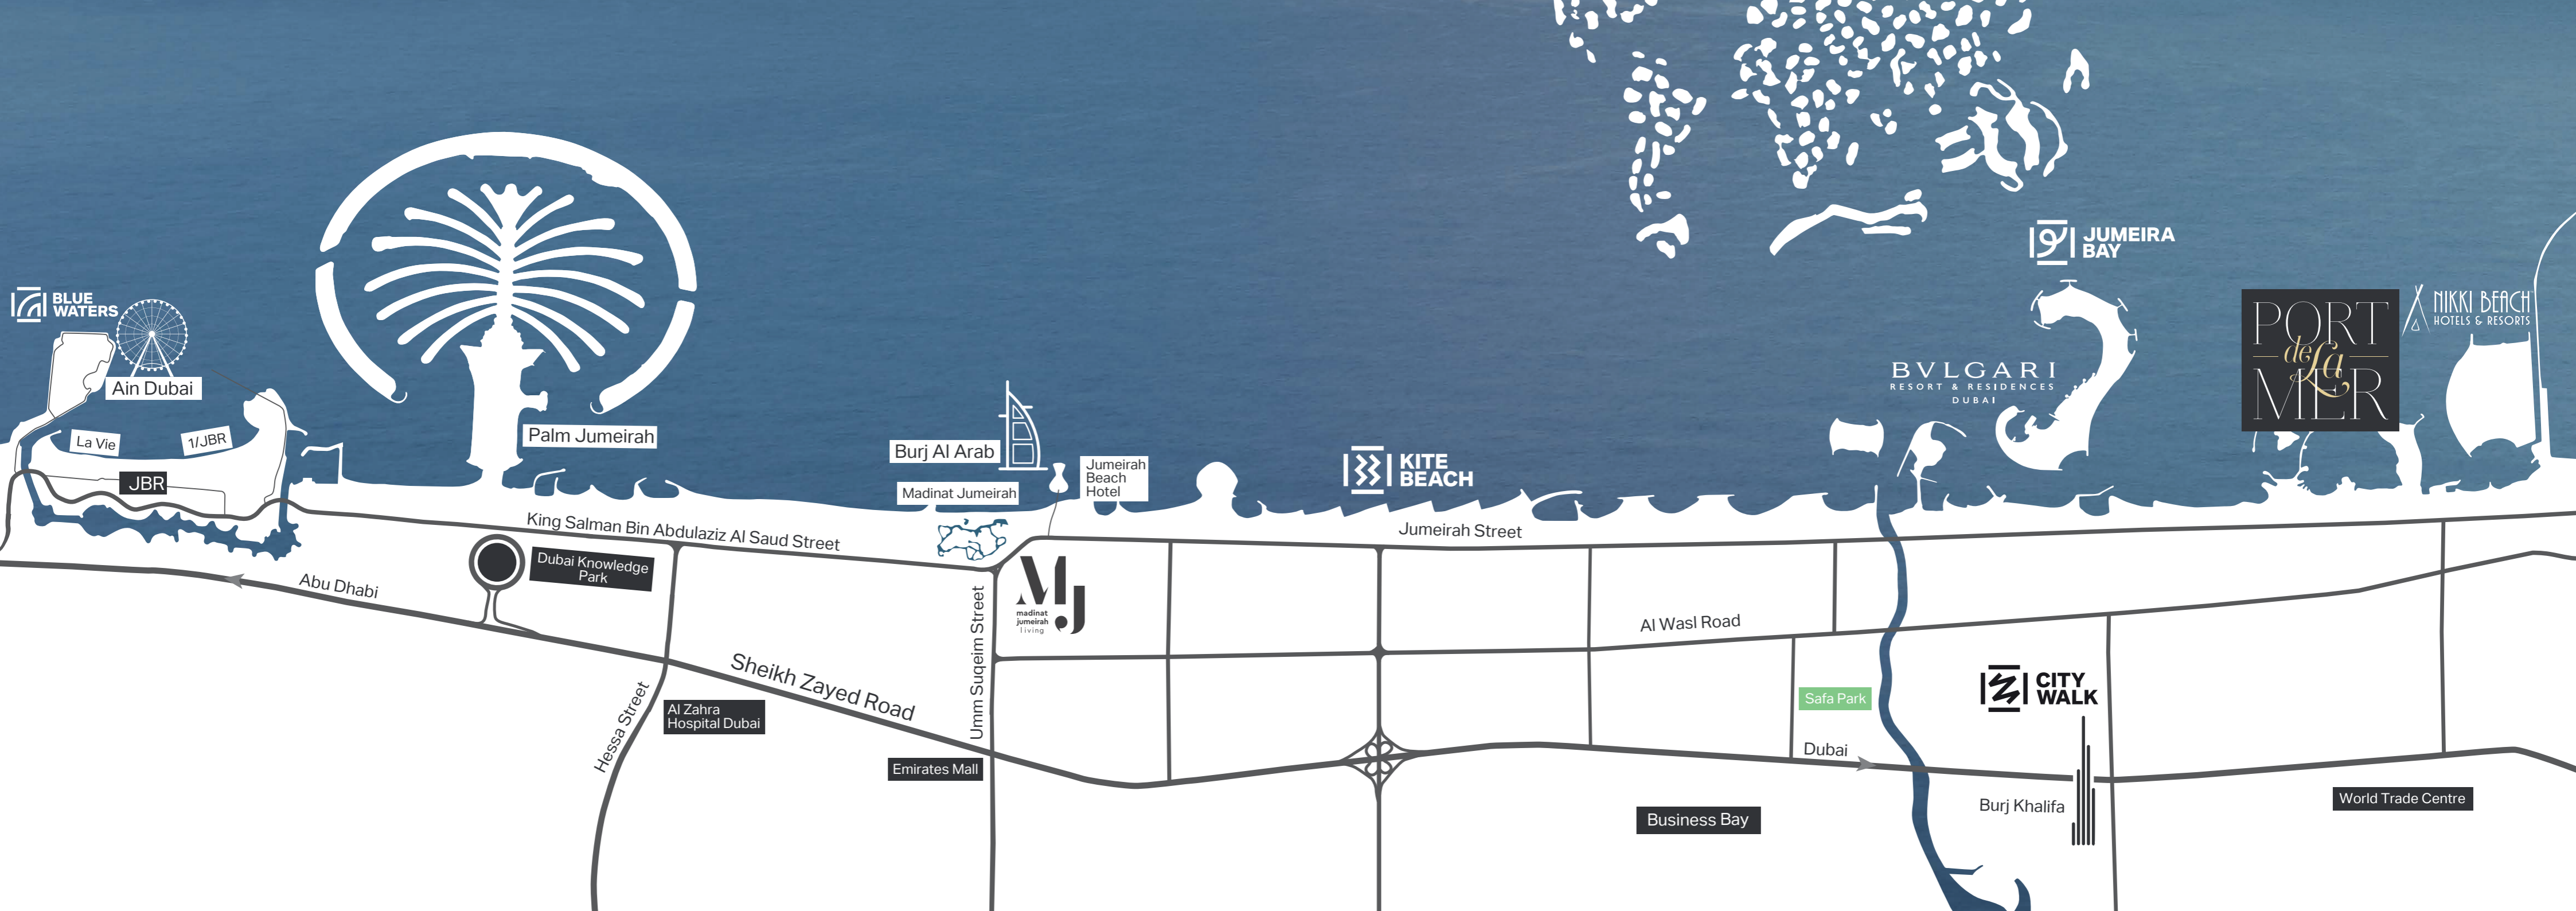 BLUE
WATERS
Ain Dubai
La Vie
1/JBR
JBR
Palm Jumeirah
Burj Al Arab
Madinat Jumeirah
Jumeirah
Beach
Hotel
KITE
BEACH
JUMEIRA
BAY
BVLGARI
RESORT & RESIDENCES
DUBAI
PORT
de La
MER
NIKKI BEACH
HOTELS & RESORTS
King Salman Bin Abdulaziz Al Saud Street
Jumeirah Street
Dubai Knowledge
Park
Abu Dhabi
MJ
madinat
jumeirah
living
Umm Suqeim Street
Al Wasl Road
Sheikh Zayed Road
Hessa Street
Al Zahra
Hospital Dubai
Emirates Mall
Safa Park
CITY
WALK
Dubai
Burj Khalifa
Business Bay
World Trade Centre